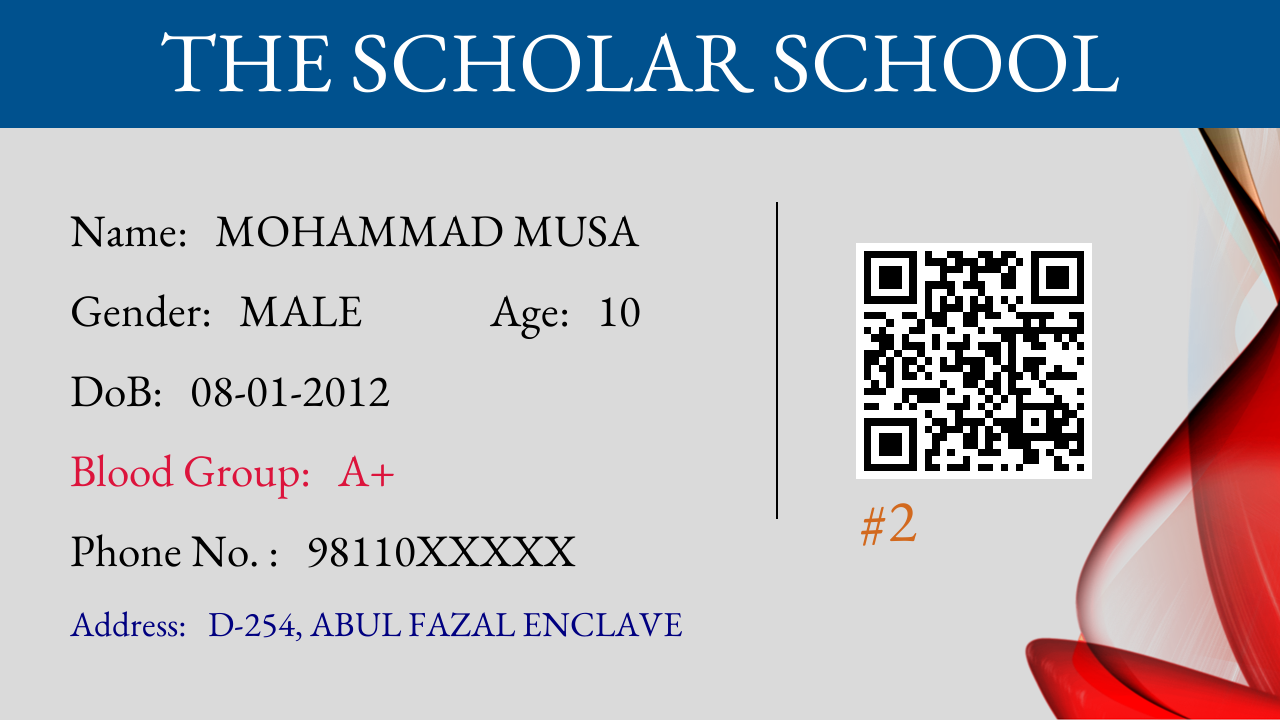 THE SCHOLAR SCHOOL
Name: MOHAMMAD MUSA
Gender: MALE Age: 10
DoB: 08-01-2012
Blood Group: A+
Phone No. : 98110XXXXX
Address: D-254, ABUL FAZAL ENCLAVE
#2